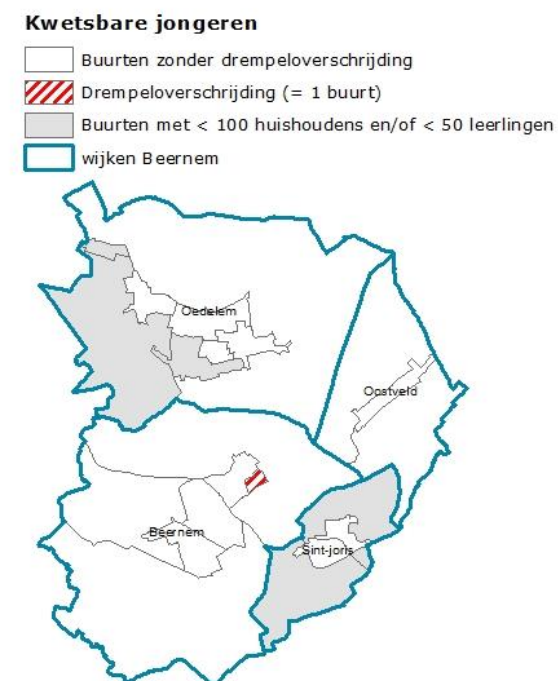 Kwetsbare jongeren
Buurten zonder drempeloverschrijding
Drempeloverschrijding (= 1 buurt)
Buurten met < 100 huishoudens en/of < 50 leerlingen
wijken Beernem
Oedelem
Oostveld
Beernem
Sint-joris